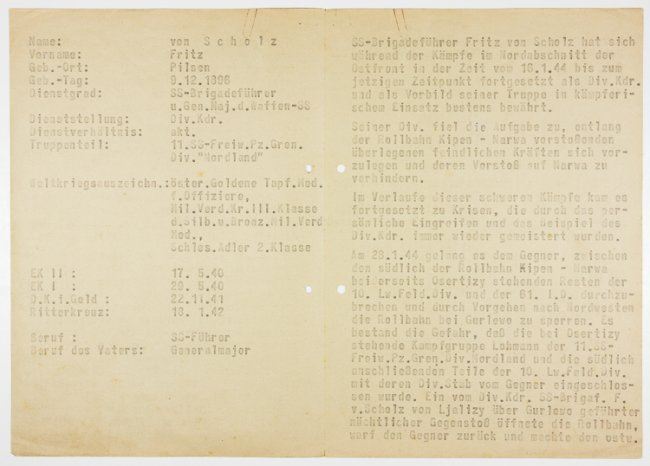 Name: von S c h o l z
Vorname: Fritz
Geb.-Ort: Pilsen
Geb.-Tag: 9.12.1896
Dienstgrad: SS-Brigadeführer
u.Gen.Maj.d.Waffen-SS
Dienststellung: Div.Kdr.
Dienstverhältnis: akt.
Truppenteil: 11.SS-Freiw.Pz.Gren.
Div."Nordland"
Weltkriegsauszeichn.: öster.Goldene Tapf.Med.
f.Offiziere,
Mil.Verd.Kr.III.Klasse
d.Silb.u.Bronz.Mil.Verd
Med.,
Schles.Adler 2.Klasse
EK II : 17. 5.40
EK I : 5.40
D.K.i.Gold : 22.11.41
Ritterkreuz: 18. 1.42
Beruf : SS-Führer
Beruf des Vaters: Generalmajor
SS-Brigadeführer Fritz von Scholz hat sich
während der Kämpfe im Nordabschnitt der
Ostfront in der Zeit vom 1.44 bis zum
jetzigen Zeitpunkt fortgesetzt als Div.Kdr.
und als Vorbild seiner Truppe in kämpferi-
schem Einsatz bestens bewährt.
Seiner Div. fiel die Aufgabe zu, entlang
der Rollbahn Kipen - Narwa vorstoßenden
überlegenen feindlichen Kräften sich vor-
zulegen und deren Vorstoß auf Narwa zu
verhindern.
Im Verlaufe dieser schweren Kämpfe kam es
fortgesetzt zu Krisen, die durch das per-
sönliche Eingreifen und das Beispiel des
Div.Kdr. immer wieder gemeistert wurden.
Am 1.44 gelang es dem Gegner, zwischen
den südlich der Rollbahn Kipen - Narwa
beiderseits Osertizy stehenden Resten der
10. Lw.Feld.Div. und der 61. I.D. durchzu-
brechen und durch Vorgehen nach Nordwesten
die Rollbahn bei Gurlewo zu sperren. Es
bestand die Gefahr, daß die bei Osertizy
stehende Kampfgruppe Lohmann der 11.SS-
Freiw.Pz.Gren.Div.Nordland und die südlich
anschließenden Teile der 10. Lw.Feld.Div.
mit deren Div.Stab vom Gegner eingeschlos-
sen wurde. Ein vom Div.Kdr. SS-Brigaf. F.
v.Scholz von Ljalizy über Gurlewo geführter
nächtlicher Gegenstoß öffnete die Rollbahn,
warf den Gegner zurück und machte den ostw.